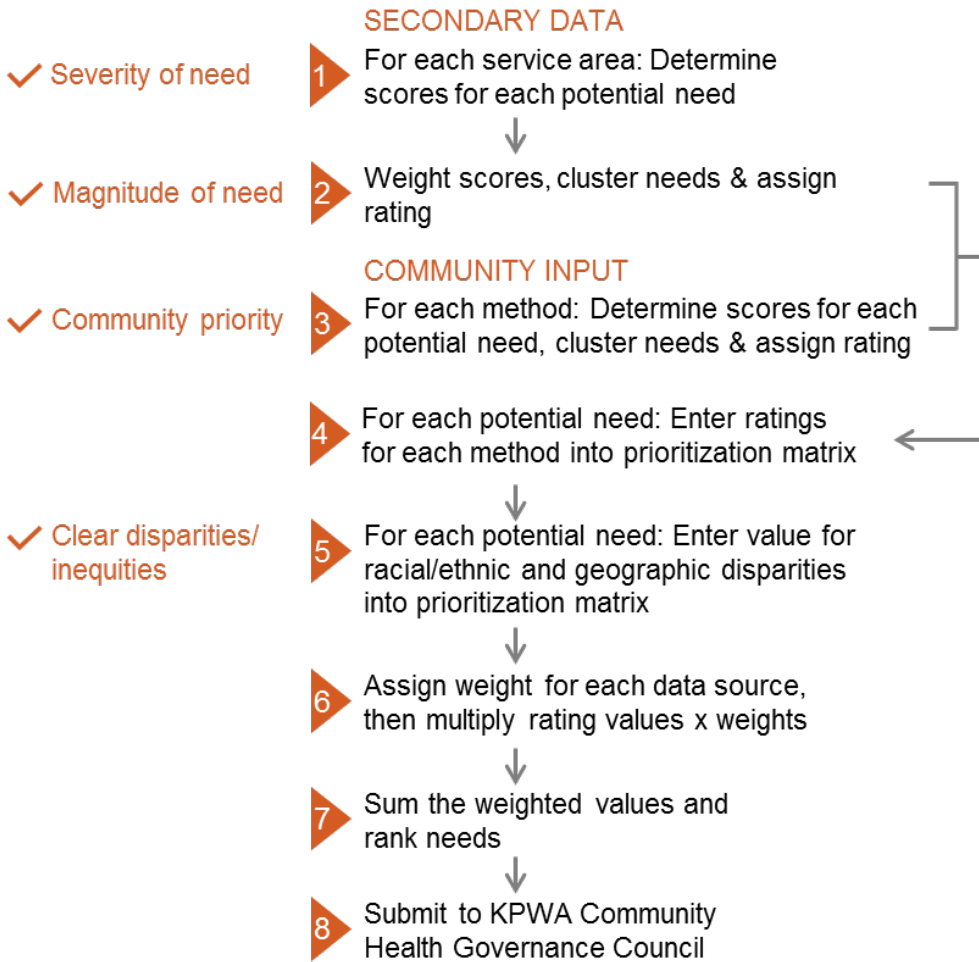 SECONDARY DATA
✓ Severity of need
1
For each service area: Determine
scores for each potential need
✓ Magnitude of need
2
Weight scores, cluster needs & assign
rating
COMMUNITY INPUT
✓ Community priority
3
For each method: Determine scores for each
potential need, cluster needs & assign rating
4
For each potential need: Enter ratings
for each method into prioritization matrix
✓ Clear disparities/
inequities
5
For each potential need: Enter value for
racial/ethnic and geographic disparities
into prioritization matrix
6
Assign weight for each data source,
then multiply rating values x weights
7
Sum the weighted values and
rank needs
8
Submit to KPWA Community
Health Governance Council